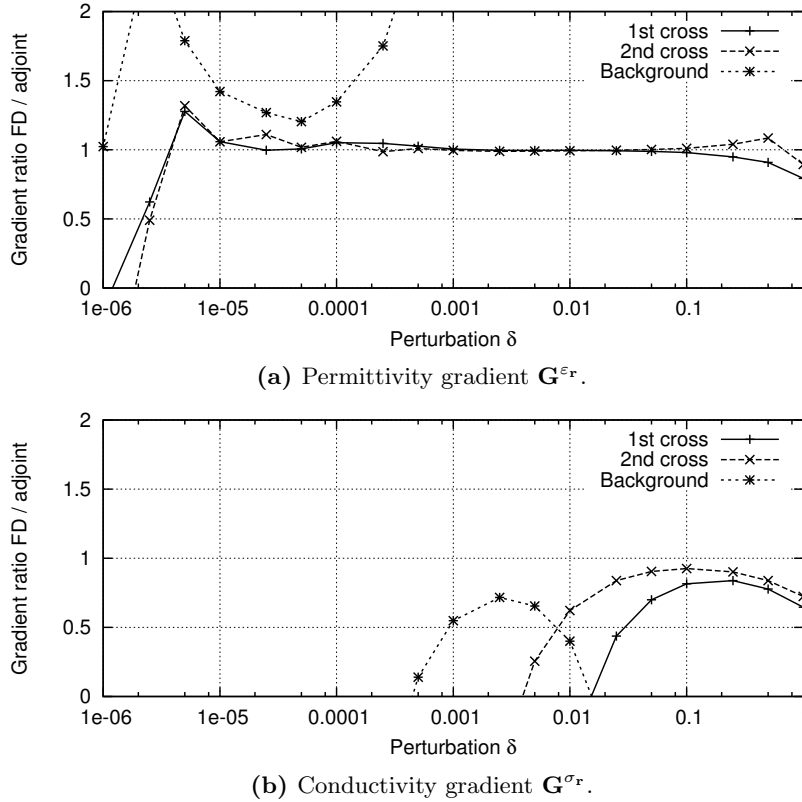 2
1.5
1
0.5
0
Gradient ratio FD / adjoint
1st cross
2nd cross
Background
1e-06 1e-05 0.0001 0.001 0.01 0.1
Perturbation δ
(a) Permittivity gradient G^εr.
2
1.5
1
0.5
0
Gradient ratio FD / adjoint
1st cross
2nd cross
Background
1e-06 1e-05 0.0001 0.001 0.01 0.1
Perturbation δ
(b) Conductivity gradient G^σr.